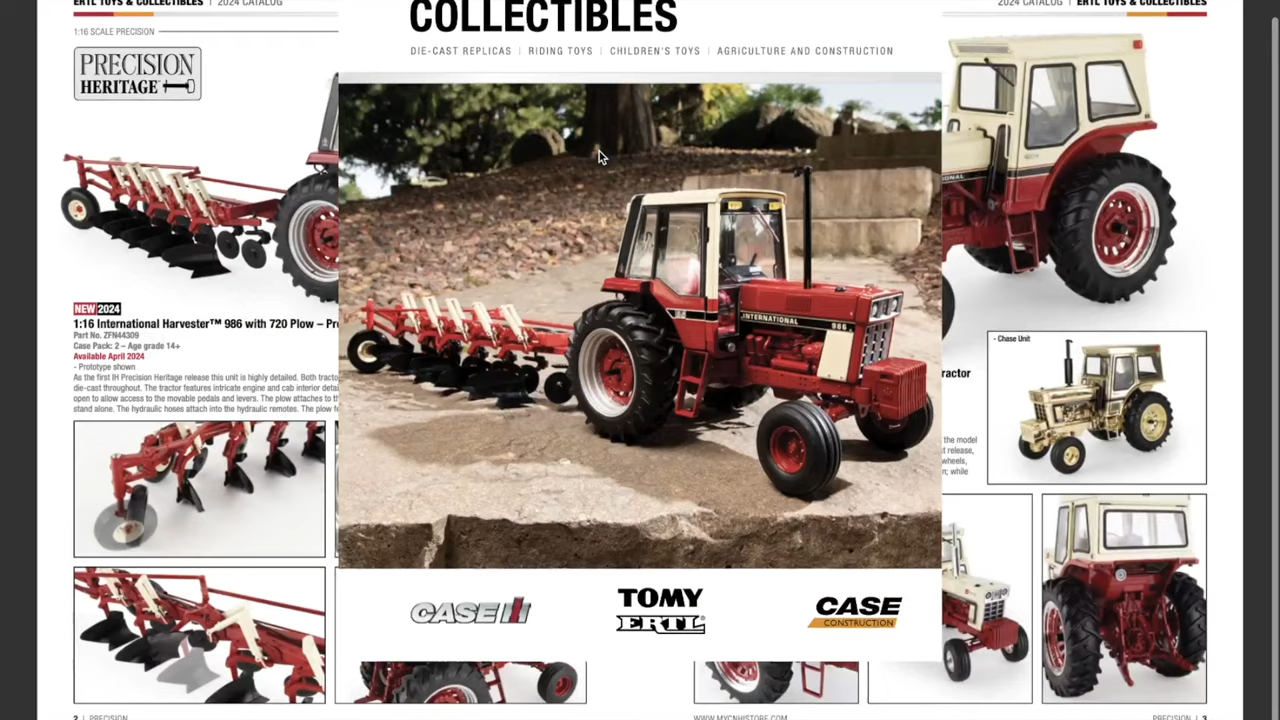 ERTL TOYS & COLLECTIBLES | 2024 CATALOG
COLLECTIBLES
2024 CATALOG | ERTL TOYS & COLLECTIBLES
1:16 SCALE PRECISION
DIE-CAST REPLICAS | RIDING TOYS | CHILDREN'S TOYS | AGRICULTURE AND CONSTRUCTION
PRECISION
HERITAGE
INTERNATIONAL
986
ONAL
NEW 2024
1:16 International Harvester™ 986 with 720 Plow – Pr
Part No. ZFN44309
Case Pack: 2 – Age grade 14+
Available April 2024
- Prototype shown
As the first IH Precision Heritage release this unit is highly detailed. Both tracto
die-cast throughout. The tractor features intricate engine and cab interior detai
open to allow access to the movable pedals and levers. The plow attaches to th
stand alone. The hydraulic hoses attach into the hydraulic remotes. The plow f
- Chase Unit
ractor
the model
t release,
wheels,
n; while
CASE IH
TOMY
ERTL®
CASE
CONSTRUCTION
2 | PRECISION
WWW.MYCNHSTORE.COM
PRECISION | 3